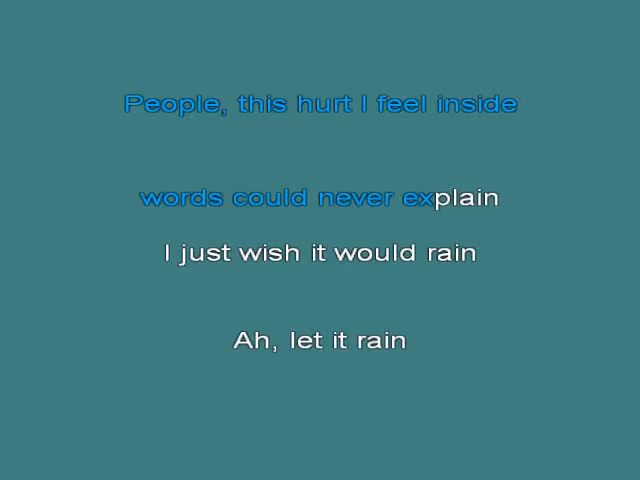 People, this hurt I feel inside
words could never explain
I just wish it would rain
Ah, let it rain